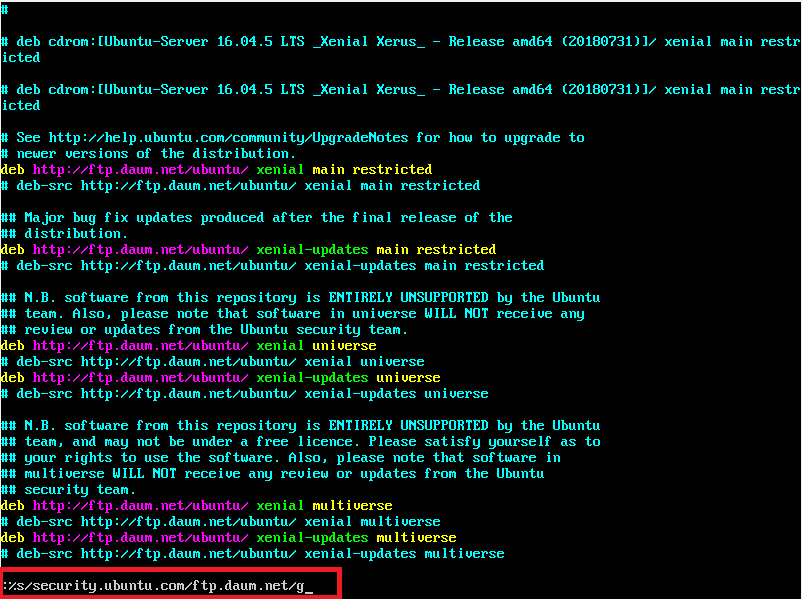 #
# deb cdrom:[Ubuntu-Server 16.04.5 LTS _Xenial Xerus_ - Release amd64 (20180731)]/ xenial main restr
icted
# deb cdrom:[Ubuntu-Server 16.04.5 LTS _Xenial Xerus_ - Release amd64 (20180731)]/ xenial main restr
icted
# See http://help.ubuntu.com/community/UpgradeNotes for how to upgrade to
# newer versions of the distribution.
deb http://ftp.daum.net/ubuntu/ xenial main restricted
# deb-src http://ftp.daum.net/ubuntu/ xenial main restricted
## Major bug fix updates produced after the final release of the
## distribution.
deb http://ftp.daum.net/ubuntu/ xenial-updates main restricted
# deb-src http://ftp.daum.net/ubuntu/ xenial-updates main restricted
## N.B. software from this repository is ENTIRELY UNSUPPORTED by the Ubuntu
## team. Also, please note that software in universe WILL NOT receive any
## review or updates from the Ubuntu security team.
deb http://ftp.daum.net/ubuntu/ xenial universe
# deb-src http://ftp.daum.net/ubuntu/ xenial universe
deb http://ftp.daum.net/ubuntu/ xenial-updates universe
# deb-src http://ftp.daum.net/ubuntu/ xenial-updates universe
## N.B. software from this repository is ENTIRELY UNSUPPORTED by the Ubuntu
## team, and may not be under a free licence. Please satisfy yourself as to
## your rights to use the software. Also, please note that software in
## multiverse WILL NOT receive any review or updates from the Ubuntu
## security team.
deb http://ftp.daum.net/ubuntu/ xenial multiverse
# deb-src http://ftp.daum.net/ubuntu/ xenial multiverse
deb http://ftp.daum.net/ubuntu/ xenial-updates multiverse
# deb-src http://ftp.daum.net/ubuntu/ xenial-updates multiverse
:%s/security.ubuntu.com/ftp.daum.net/g_